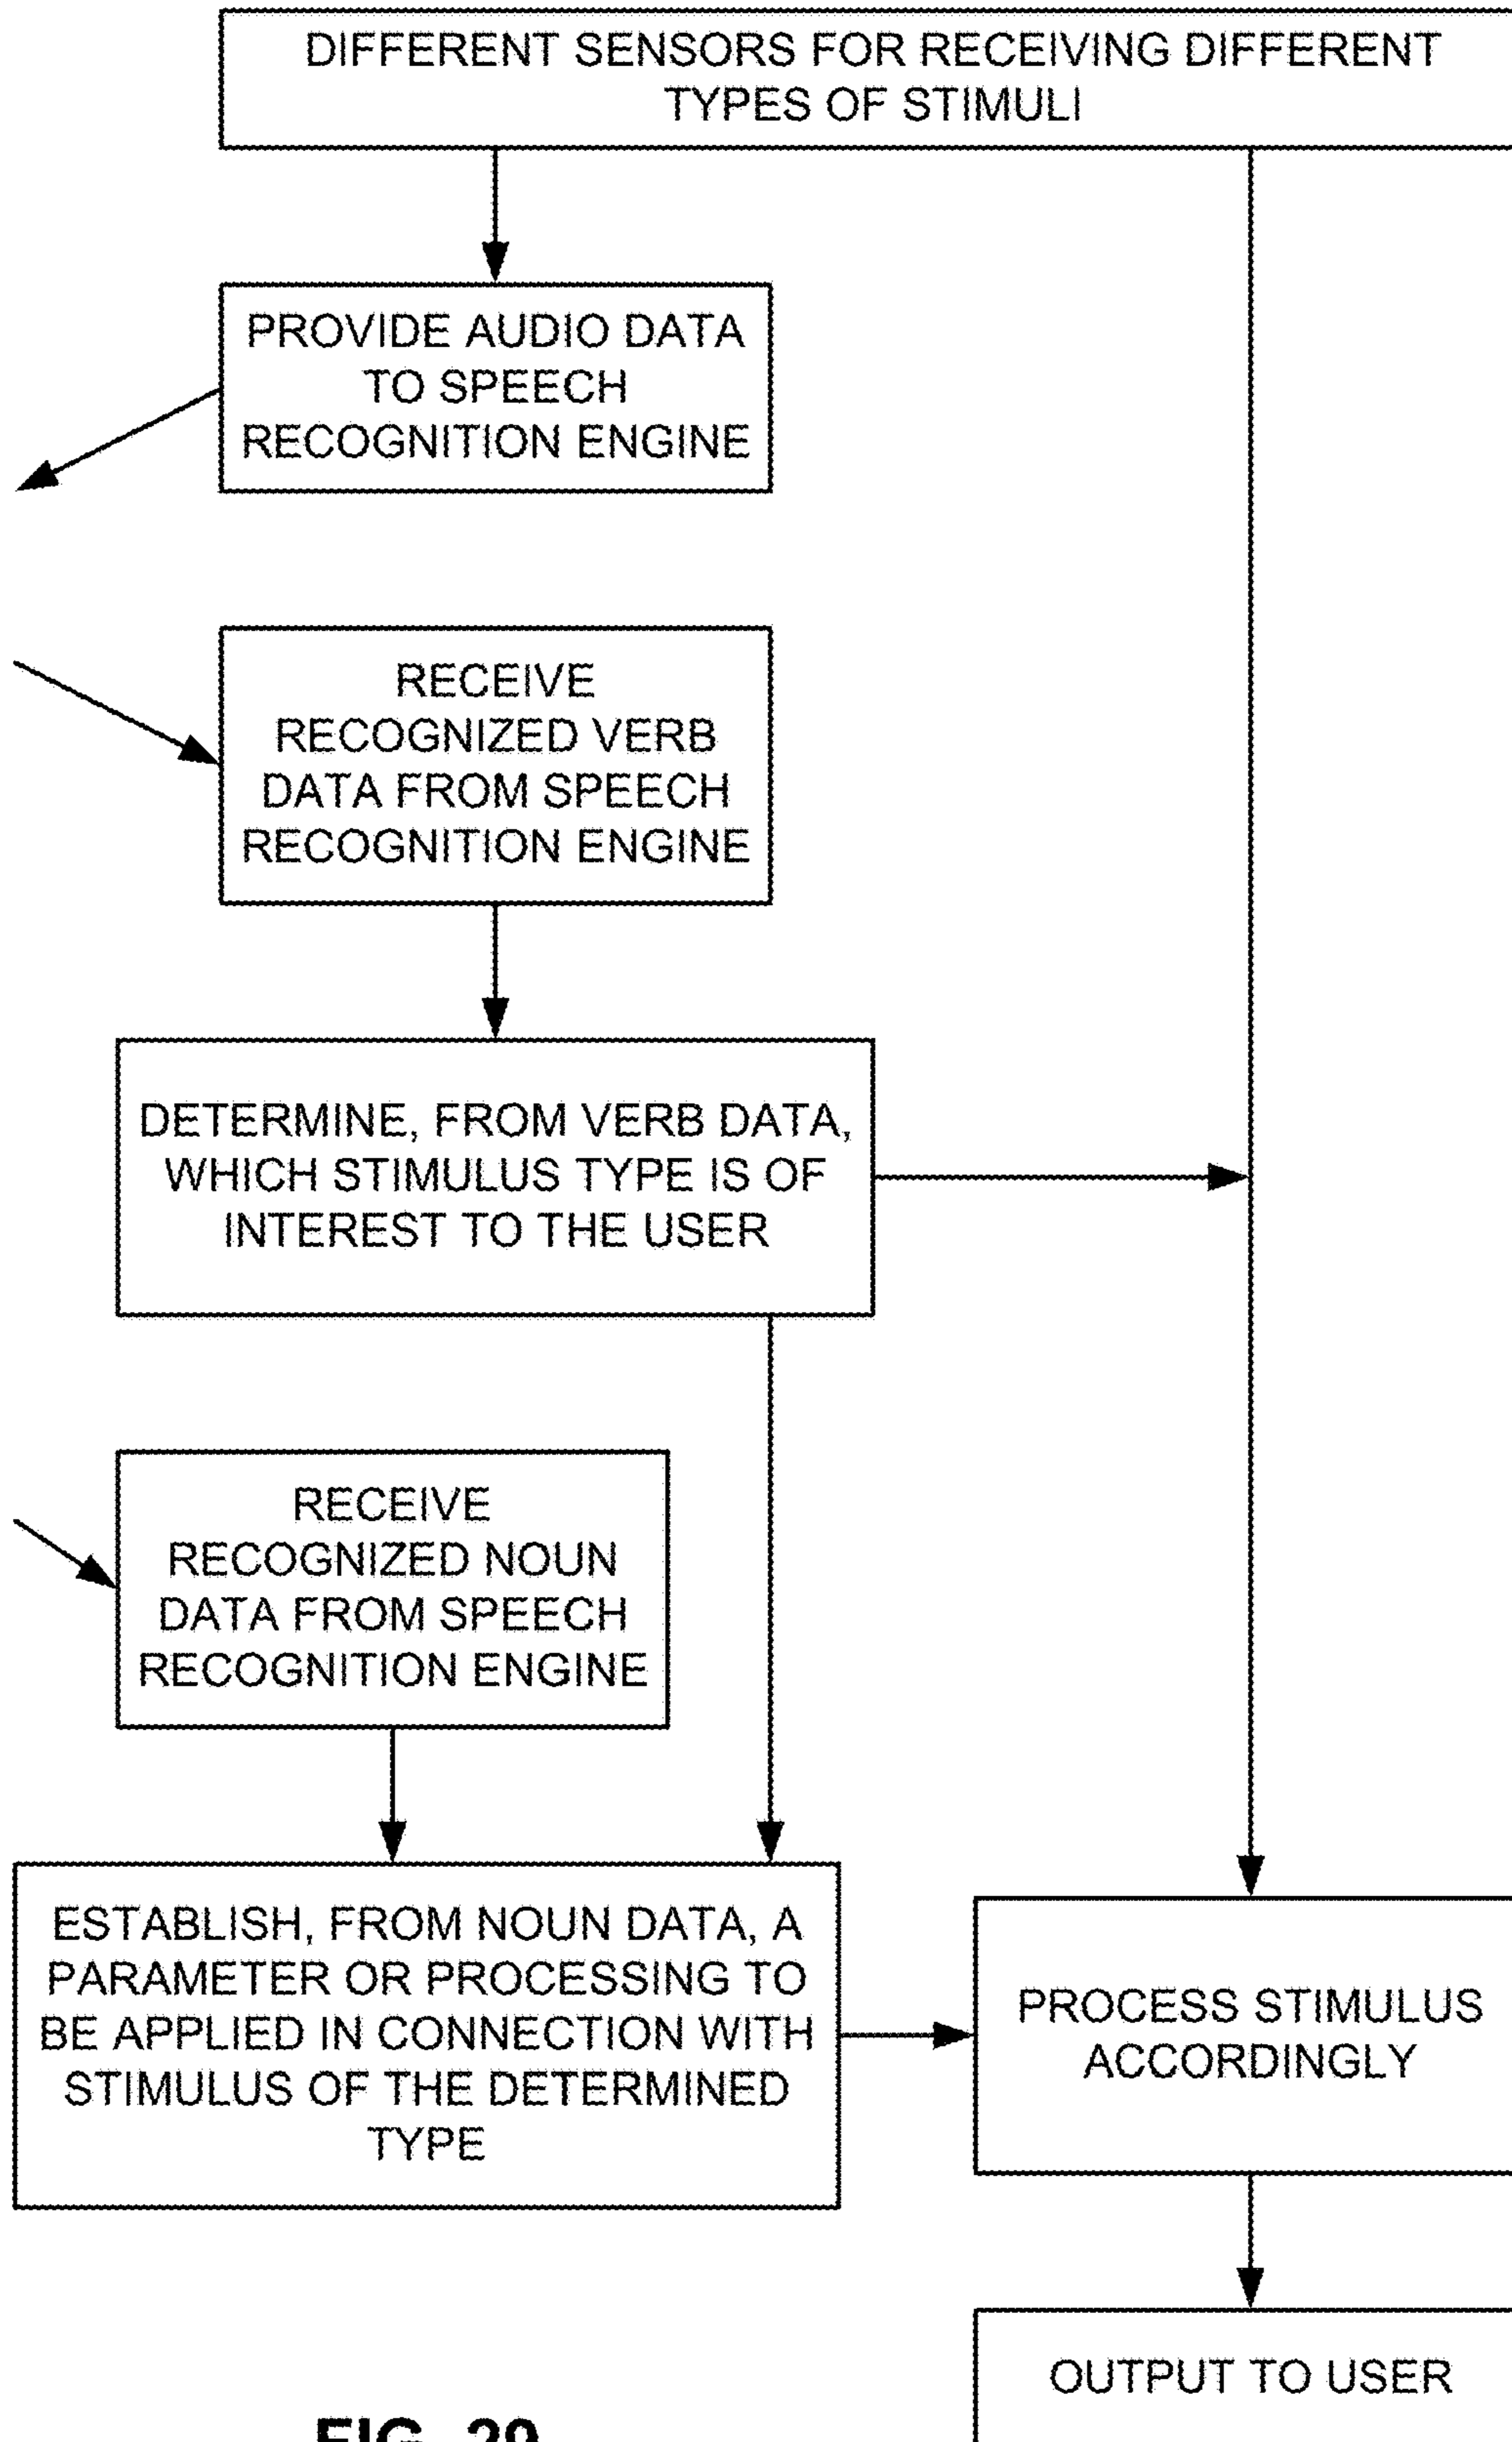 DIFFERENT SENSORS FOR RECEIVING DIFFERENT
TYPES OF STIMULI
PROVIDE AUDIO DATA
TO SPEECH
RECOGNITION ENGINE
RECEIVE
RECOGNIZED VERB
DATA FROM SPEECH
RECOGNITION ENGINE
DETERMINE, FROM VERB DATA,
WHICH STIMULUS TYPE IS OF
INTEREST TO THE USER
RECEIVE
RECOGNIZED NOUN
DATA FROM SPEECH
RECOGNITION ENGINE
ESTABLISH, FROM NOUN DATA, A
PARAMETER OR PROCESSING TO
BE APPLIED IN CONNECTION WITH
STIMULUS OF THE DETERMINED
TYPE
PROCESS STIMULUS
ACCORDINGLY
OUTPUT TO USER
FIG. 29